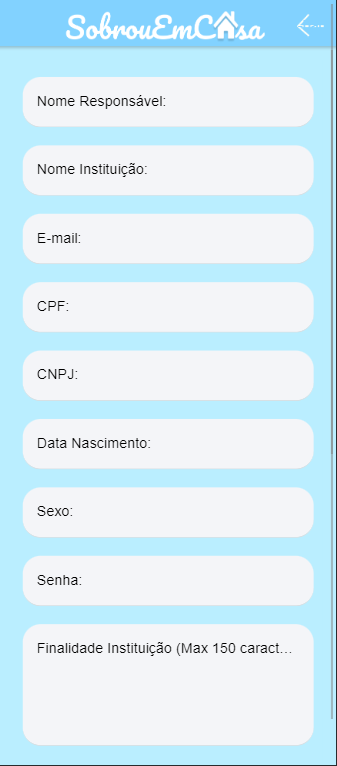 SobrouEmCasa
Nome Responsável:
Nome Instituição:
E-mail:
CPF:
CNPJ:
Data Nascimento:
Sexo:
Senha:
Finalidade Instituição (Max 150 caract...